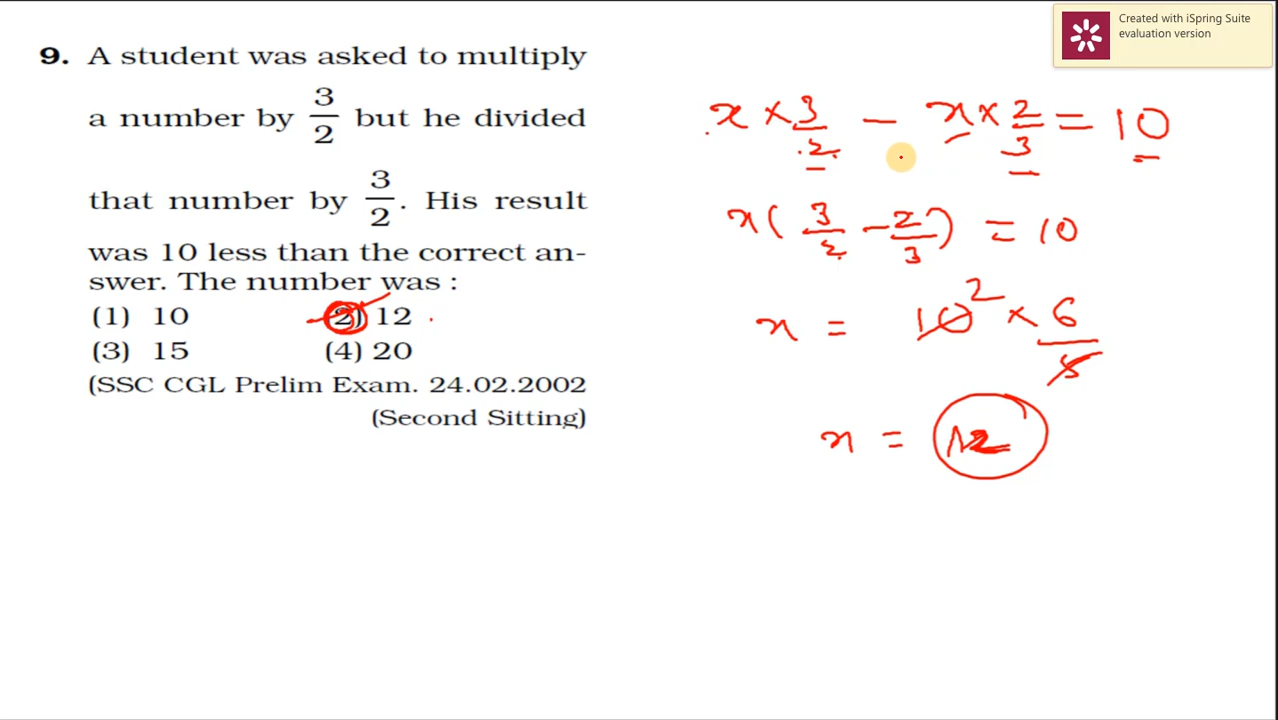 Created with iSpring Suite
evaluation version
9. A student was asked to multiply
a number by 3/2 but he divided
that number by 3/2. His result
was 10 less than the correct an-
swer. The number was :
(1) 10 (2) 12
(3) 15 (4) 20
(SSC CGL Prelim Exam. 24.02.2002
(Second Sitting)
x × 3/2 − x × 2/3 = 10
x( 3/2 − 2/3 ) = 10
x = 10 2 × 6/5
x = 12